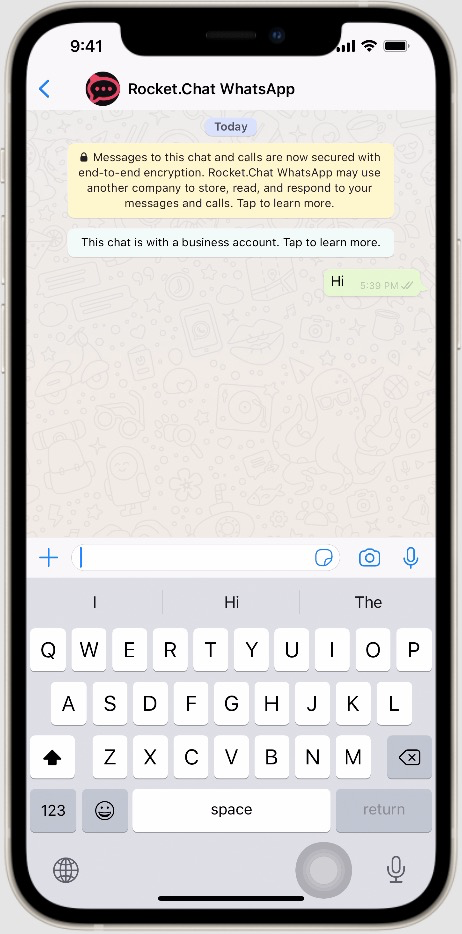 9:41
Rocket.Chat WhatsApp
Today
Messages to this chat and calls are now secured with
end-to-end encryption. Rocket.Chat WhatsApp may use
another company to store, read, and respond to your
messages and calls. Tap to learn more.
This chat is with a business account. Tap to learn more.
Hi 5:39 PM
I Hi The
Q W E R T Y U I O P
A S D F G H J K L
Z X C V B N M
123 space return